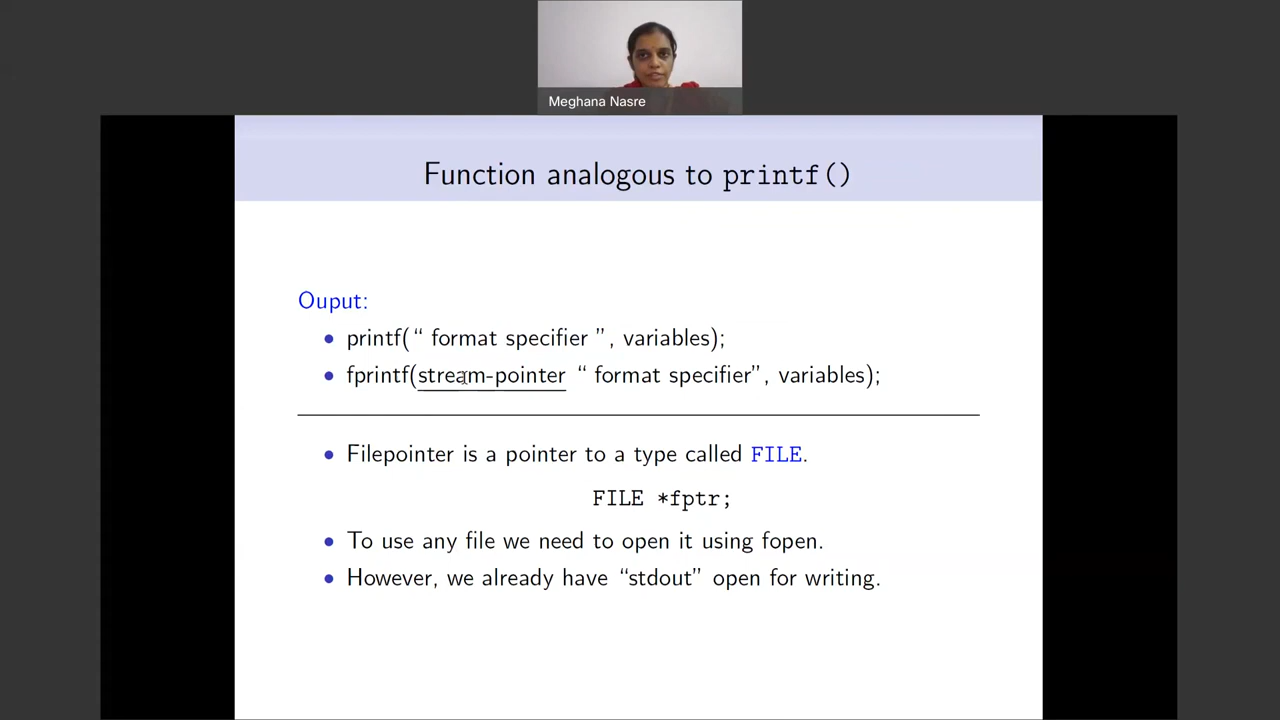 Meghana Nasre
Function analogous to printf()
Ouput:
• printf(“ format specifier ”, variables);
• fprintf(stream-pointer “ format specifier”, variables);
• Filepointer is a pointer to a type called FILE.
FILE *fptr;
• To use any file we need to open it using fopen.
• However, we already have “stdout” open for writing.